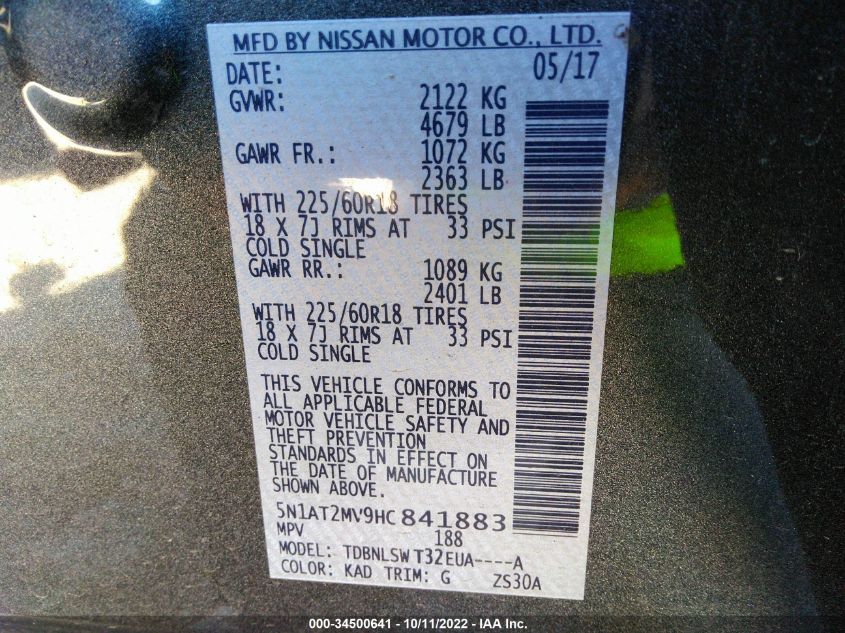 MFD BY NISSAN MOTOR CO., LTD.
DATE: 05/17
GVWR: 2122 KG
4679 LB
GAWR FR.: 1072 KG
2363 LB
WITH 225/60R18 TIRES
18 X 7J RIMS AT 33 PSI
COLD SINGLE
GAWR RR.: 1089 KG
2401 LB
WITH 225/60R18 TIRES
18 X 7J RIMS AT 33 PSI
COLD SINGLE
THIS VEHICLE CONFORMS TO
ALL APPLICABLE FEDERAL
MOTOR VEHICLE SAFETY AND
THEFT PREVENTION
STANDARDS IN EFFECT ON
THE DATE OF MANUFACTURE
SHOWN ABOVE.
5N1AT2MV9HC841883
MPV 188
MODEL: TDBNLSW T32EUA----A
COLOR: KAD TRIM: G ZS30A
000-34500641 - 10/11/2022 - IAA Inc.